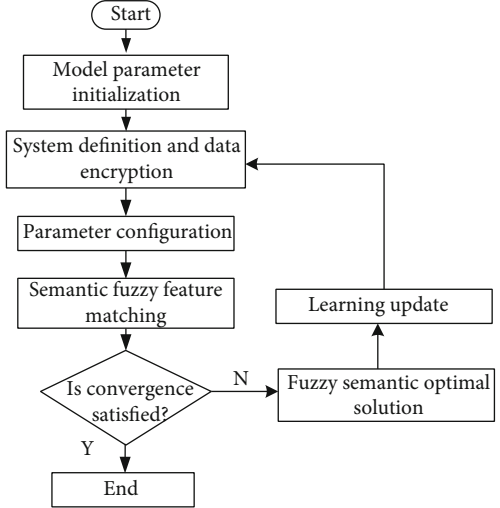 Start
Model parameter
initialization
System definition and data
encryption
Parameter configuration
Semantic fuzzy feature
matching
Learning update
Is convergence
satisfied?
N
Fuzzy semantic optimal
solution
Y
End